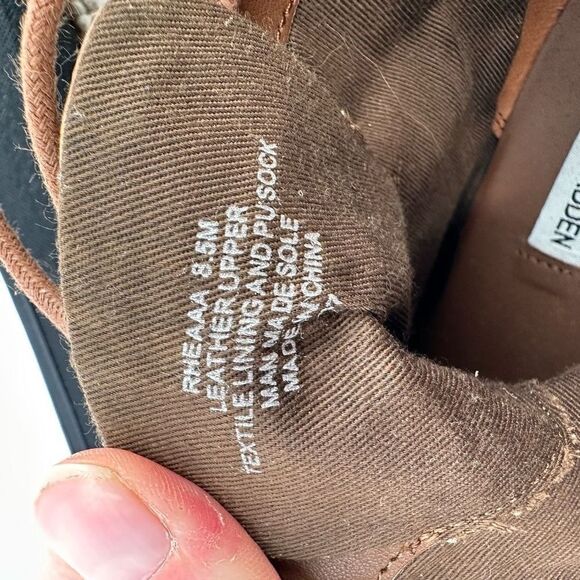 RHEAAA 8.5M
LEATHER UPPER
TEXTILE LINING AND PU SOCK
MAN MADE SOLE
MADE IN CHINA